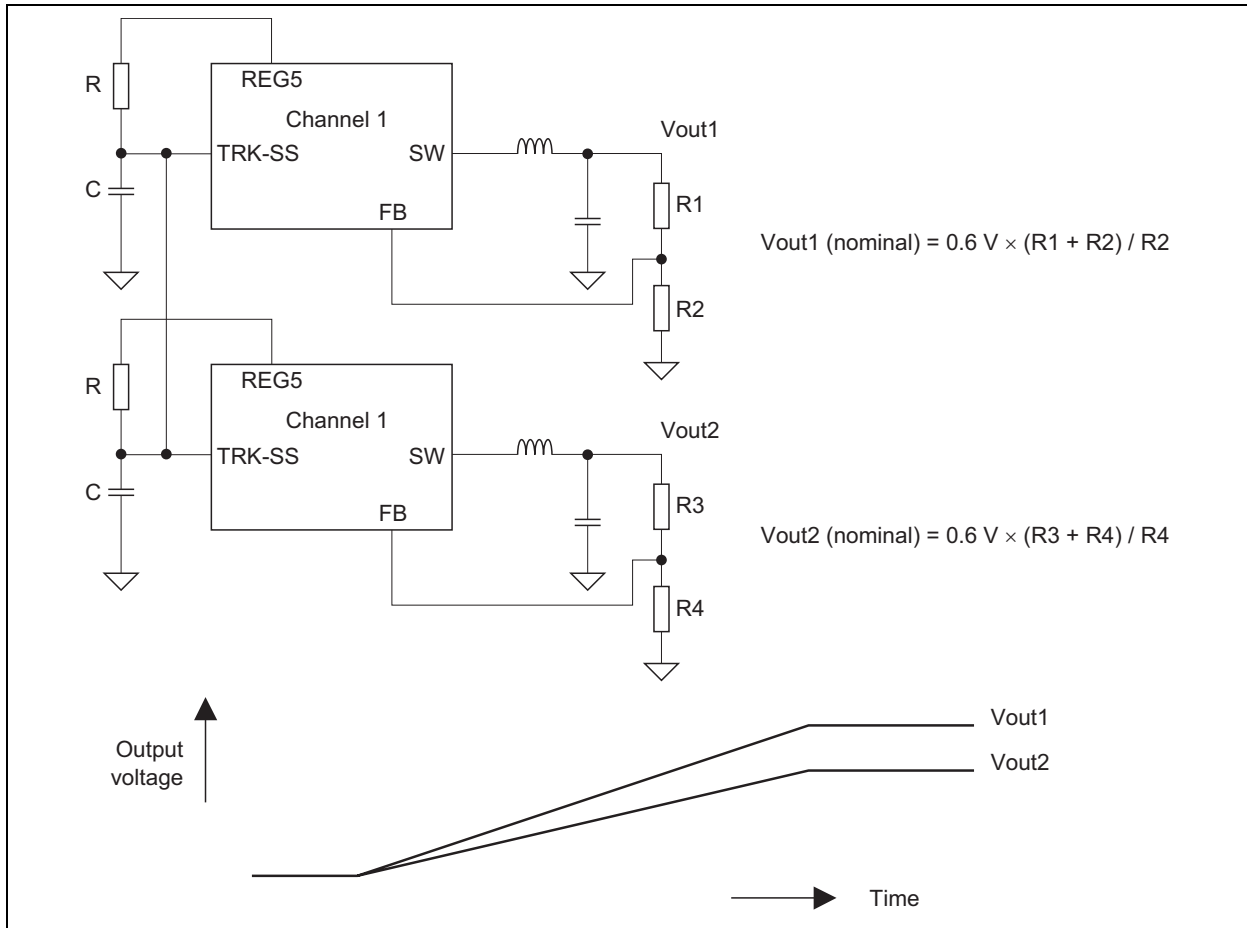 R
REG5
Channel 1
TRK-SS
SW
C
FB
Vout1
R1
R2
Vout1 (nominal) = 0.6 V × (R1 + R2) / R2
R
REG5
Channel 1
TRK-SS
SW
C
FB
Vout2
R3
R4
Vout2 (nominal) = 0.6 V × (R3 + R4) / R4
Output
voltage
Vout1
Vout2
Time